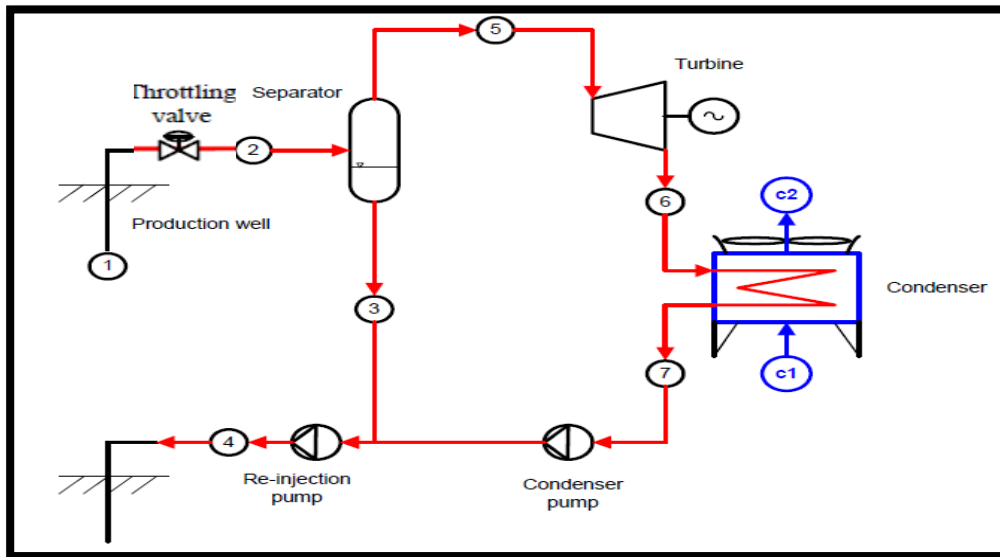 5
Turbine
Throttling
valve
Separator
~
2
6
c2
Production well
1
Condenser
3
7
c1
4
Re-injection
pump
Condenser
pump